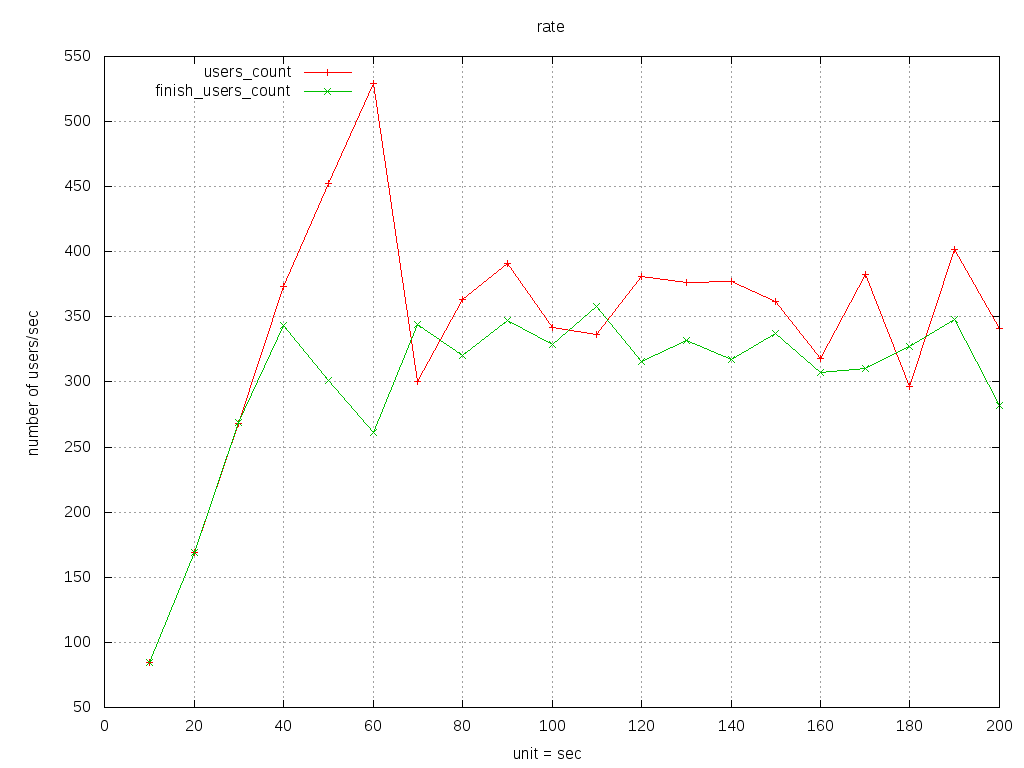 rate
550
500
450
400
350
300
250
200
150
100
50
users_count
finish_users_count
number of users/sec
0 20 40 60 80 100 120 140 160 180 200
unit = sec